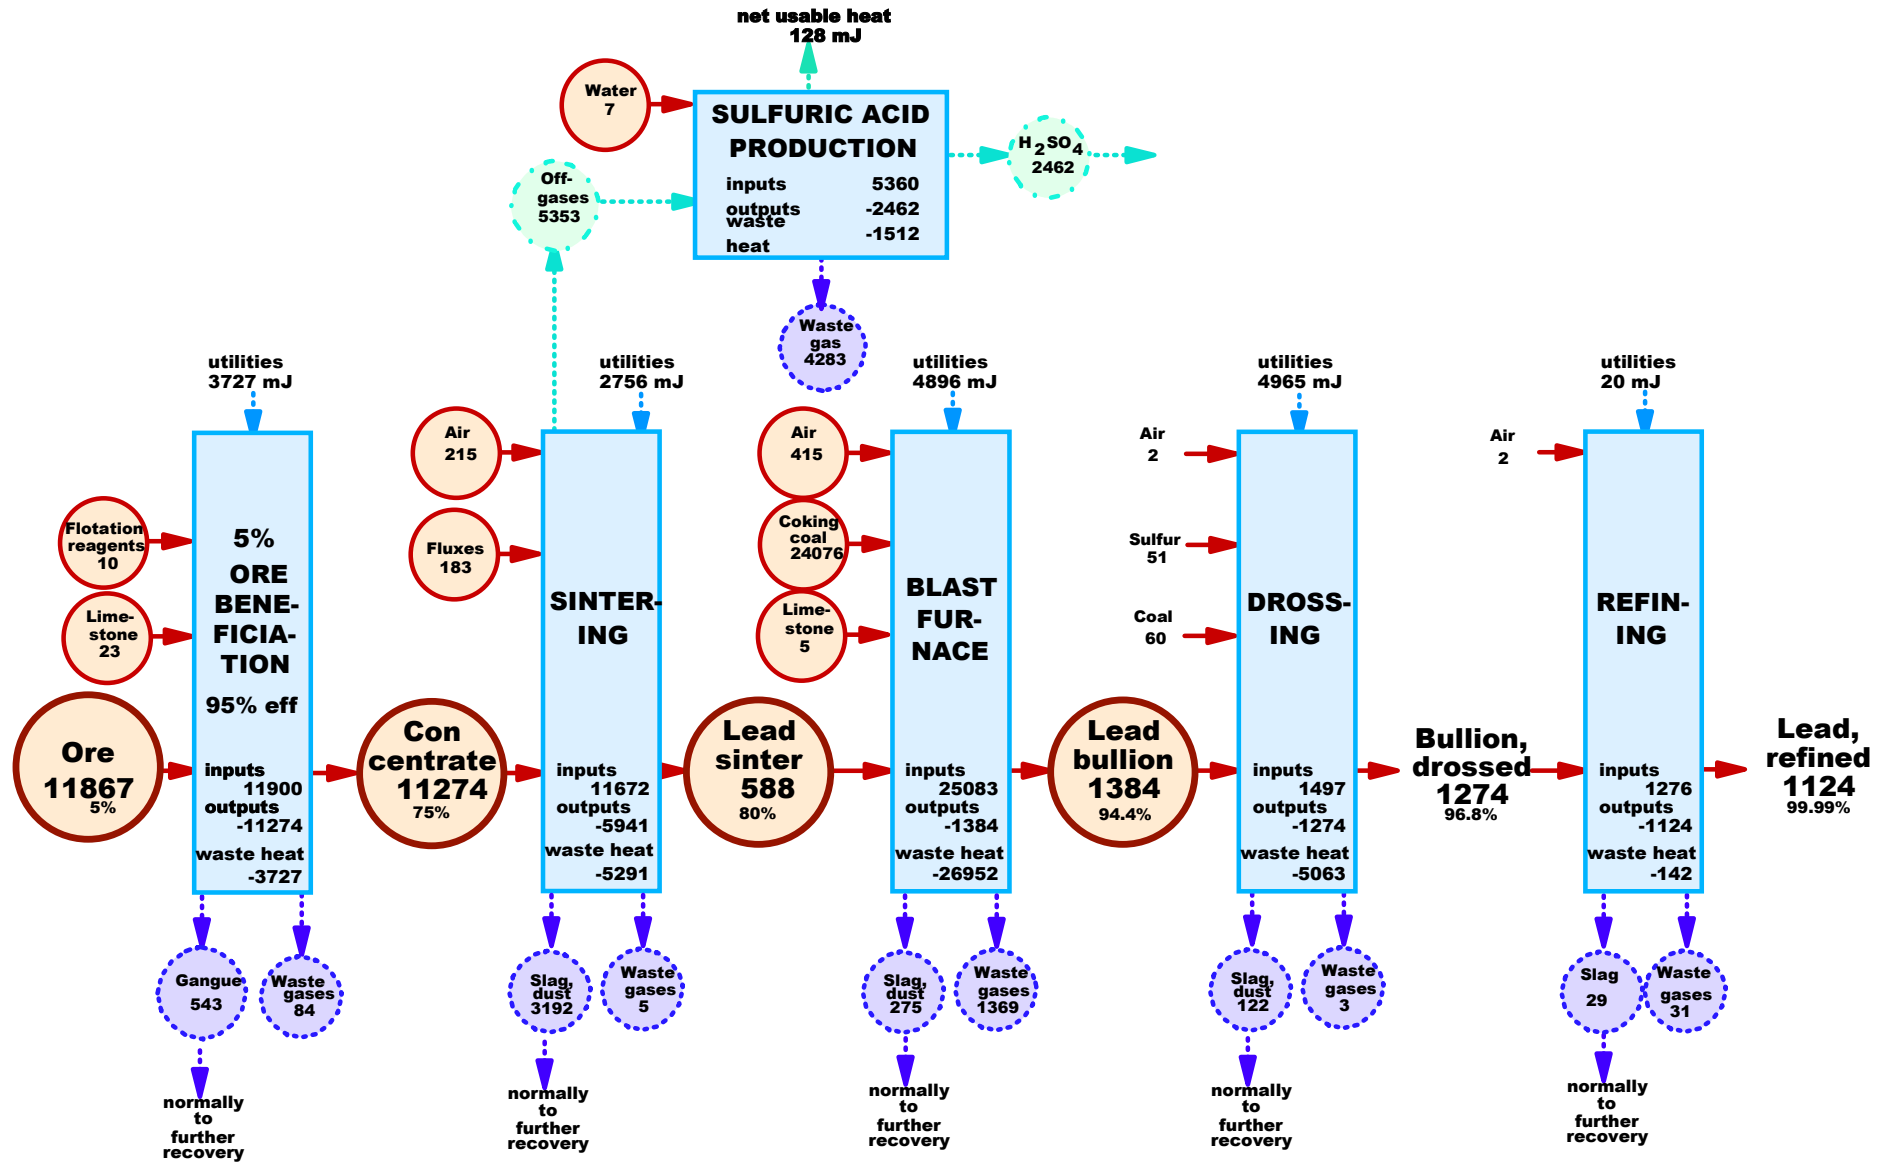 net usable heat
128 mJ
Water
7
SULFURIC ACID
PRODUCTION
inputs 5360
outputs -2462
waste
heat -1512
H2SO4
2462
Off-
gases
5353
Waste
gas
4283
utilities
3727 mJ
utilities
2756 mJ
utilities
4896 mJ
utilities
4965 mJ
utilities
20 mJ
Flotation
reagents
10
Lime-
stone
23
Ore
11867
5%
5%
ORE
BENE-
FICIA-
TION
95% eff
inputs
11900
outputs
-11274
waste heat
-3727
Gangue
543
Waste
gases
84
normally
to
further
recovery
Air
215
Fluxes
183
Con
centrate
11274
75%
SINTER-
ING
inputs
11672
outputs
-5941
waste heat
-5291
Slag,
dust
3192
Waste
gases
5
normally
to
further
recovery
Air
415
Coking
coal
24076
Lime-
stone
5
Lead
sinter
588
80%
BLAST
FUR-
NACE
inputs
25083
outputs
-1384
waste heat
-26952
Slag,
dust
275
Waste
gases
1369
normally
to
further
recovery
Air
2
Sulfur
51
Coal
60
Lead
bullion
1384
94.4%
DROSS-
ING
inputs
1497
outputs
-1274
waste heat
-5063
Slag,
dust
122
Waste
gases
3
normally
to
further
recovery
Air
2
Bullion,
drossed
1274
96.8%
REFIN-
ING
inputs
1276
outputs
-1124
waste heat
-142
Slag
29
Waste
gases
31
normally
to
further
recovery
Lead,
refined
1124
99.99%